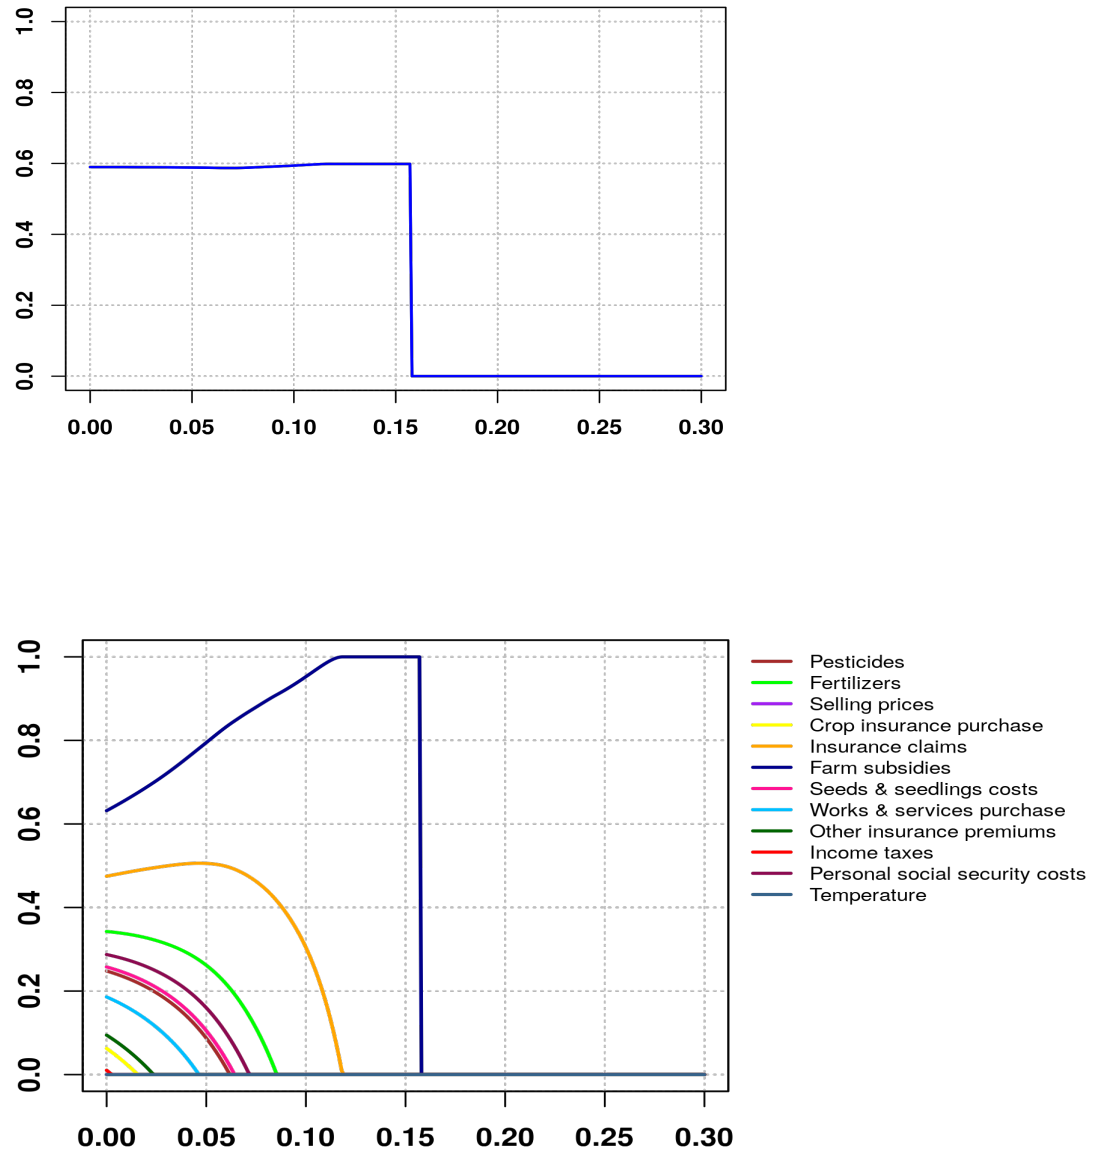 1.0
0.8
0.6
0.4
0.2
0.0
0.00 0.05 0.10 0.15 0.20 0.25 0.30
1.0
0.8
0.6
0.4
0.2
0.0
0.00 0.05 0.10 0.15 0.20 0.25 0.30
Pesticides
Fertilizers
Selling prices
Crop insurance purchase
Insurance claims
Farm subsidies
Seeds & seedlings costs
Works & services purchase
Other insurance premiums
Income taxes
Personal social security costs
Temperature